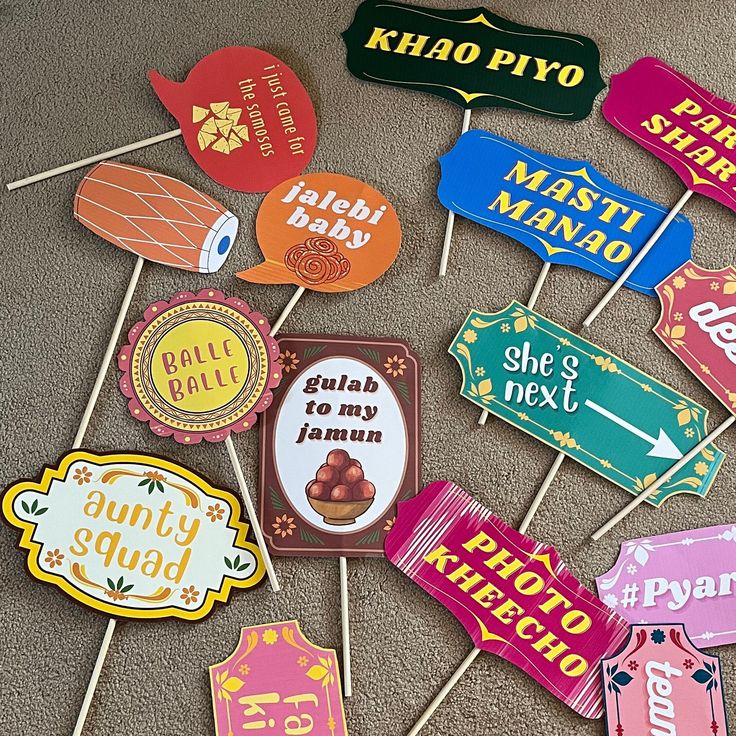 KHAO PIYO
i just came for
the samosas
jalebi
baby
MASTI
MANAO
BALLE
BALLE
gulab
to my
jamun
she's
next
aunty
squad
PHOTO
KHEECHO